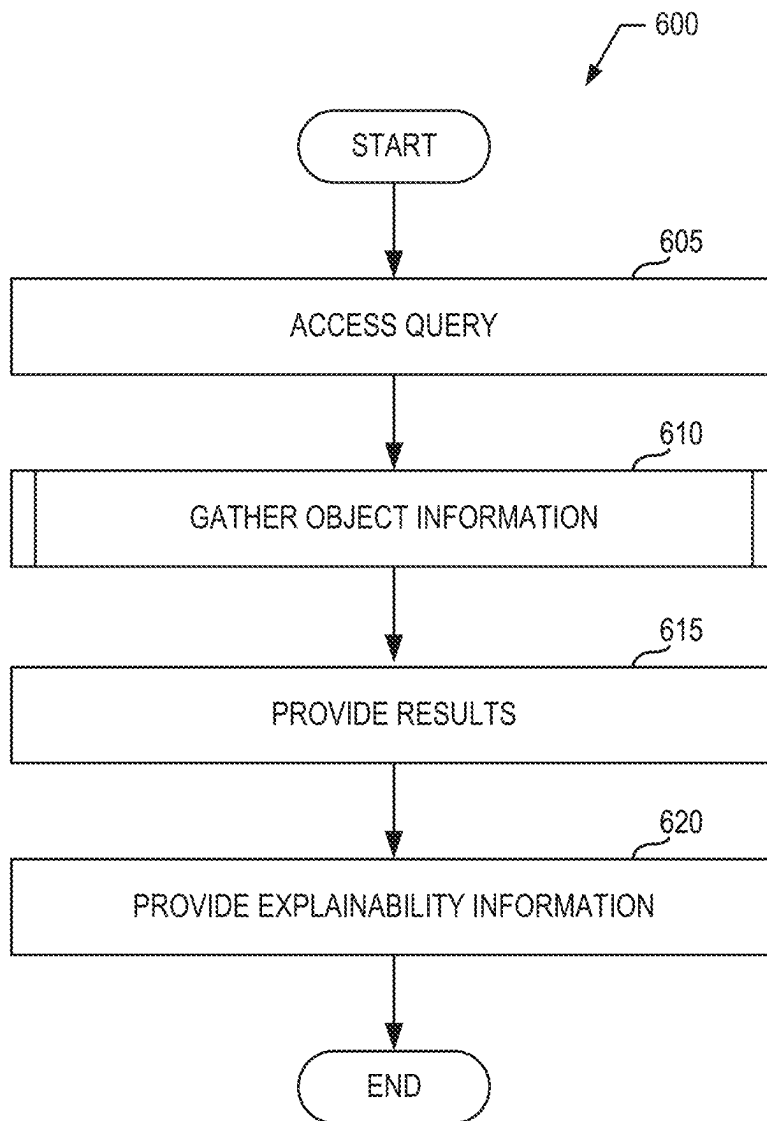 600
START
605
ACCESS QUERY
610
GATHER OBJECT INFORMATION
615
PROVIDE RESULTS
620
PROVIDE EXPLAINABILITY INFORMATION
END